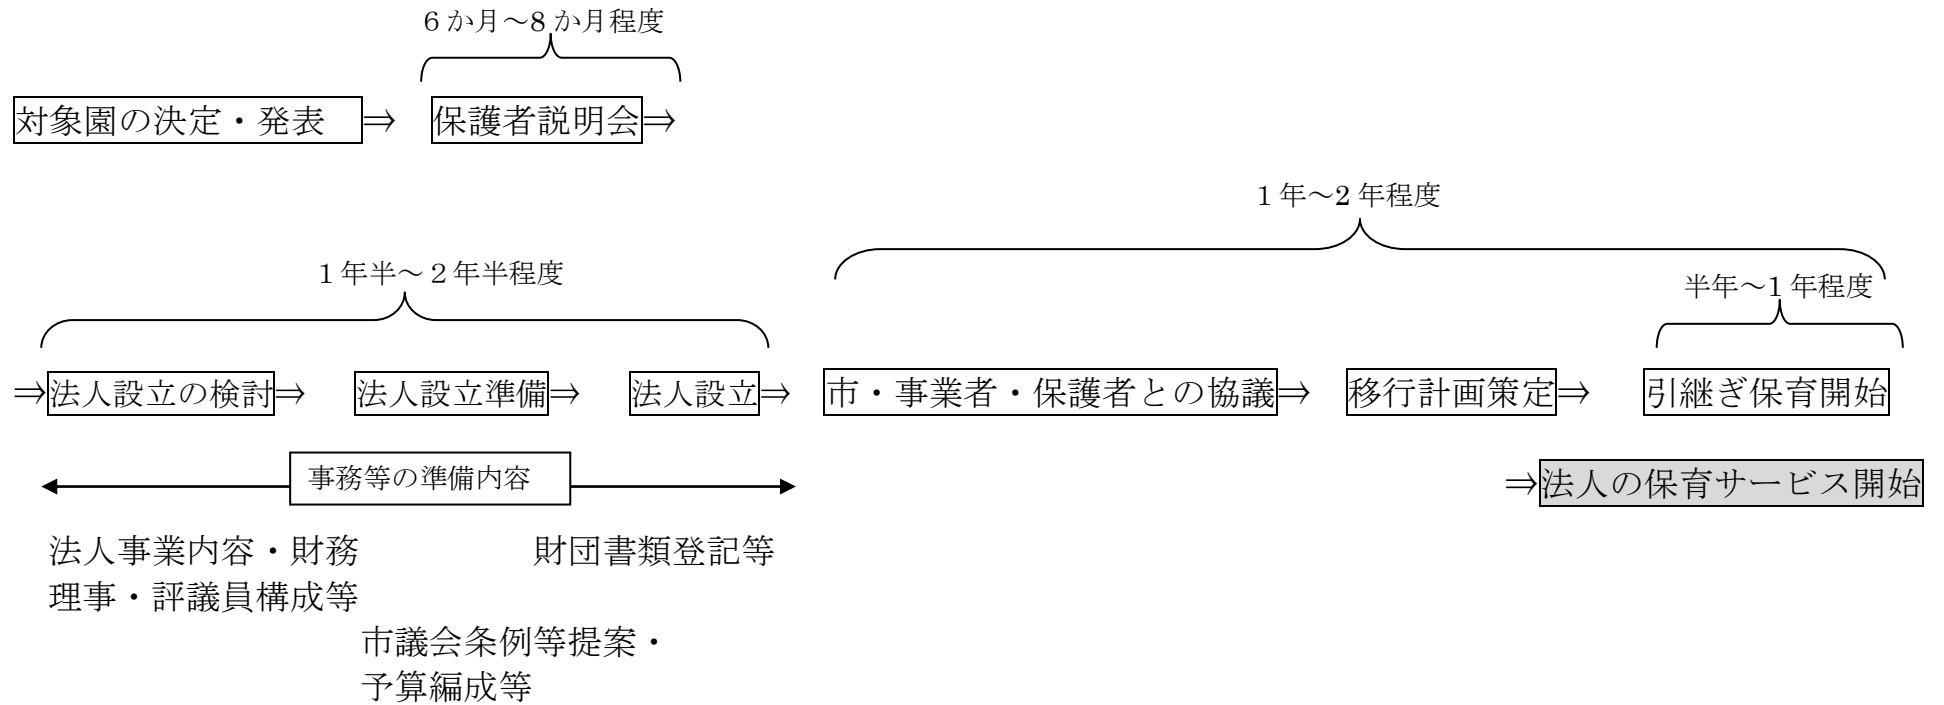 ６か月～8 か月程度
対象園の決定・発表　⇒　保護者説明会⇒
１年～2 年程度
１年半～２年半程度
半年～1 年程度
⇒法人設立の検討⇒　法人設立準備⇒　法人設立⇒　市・事業者・保護者との協議⇒　移行計画策定⇒　引継ぎ保育開始
事務等の準備内容
⇒法人の保育サービス開始
法人事業内容・財務　財団書類登記等
理事・評議員構成等
市議会条例等提案・
予算編成等